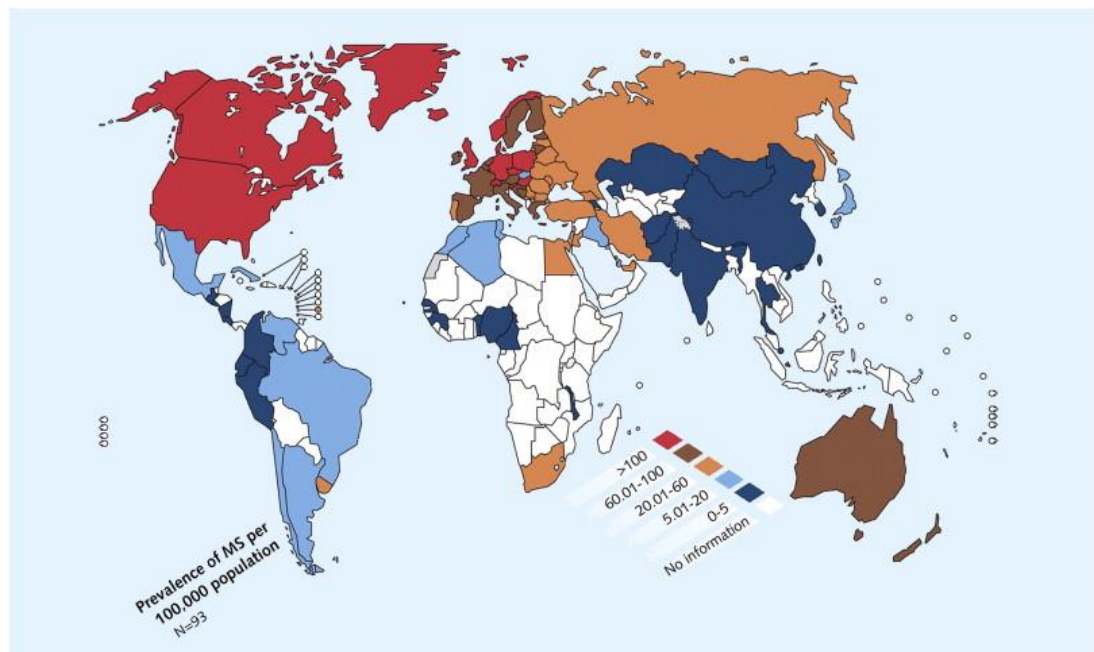 >100
60.01-100
20.01-60
5.01-20
0-5
No information
Prevalence of MS per
100,000 population
N=93